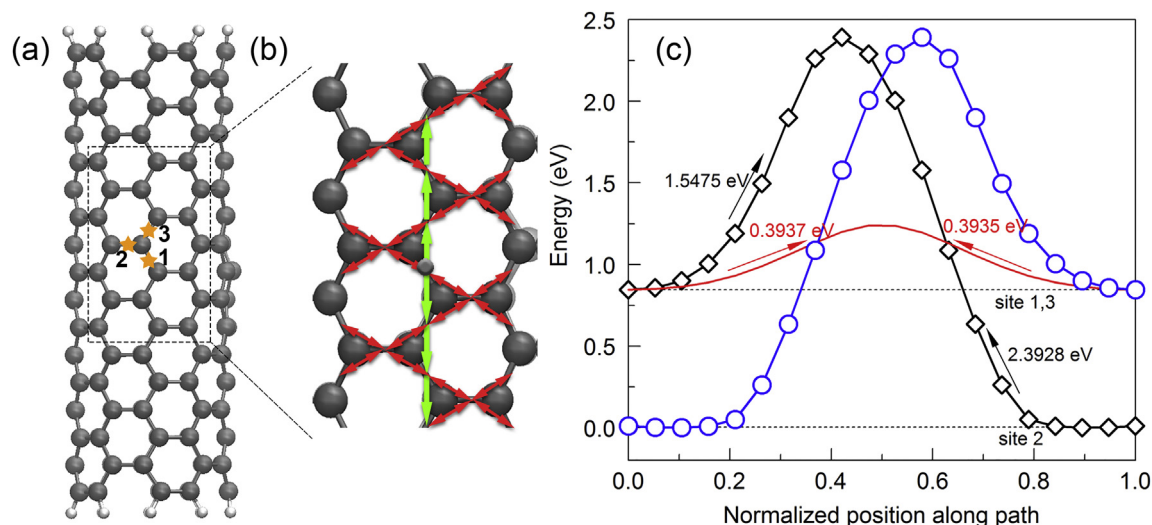 (a)
(b)
(c)
3
2
1
Energy (eV)
2.5
2.0
1.5
1.0
0.5
0.0
1.5475 eV
0.3937 eV
0.3935 eV
site 1,3
2.3928 eV
site 2
0.0
0.2
0.4
0.6
0.8
1.0
Normalized position along path